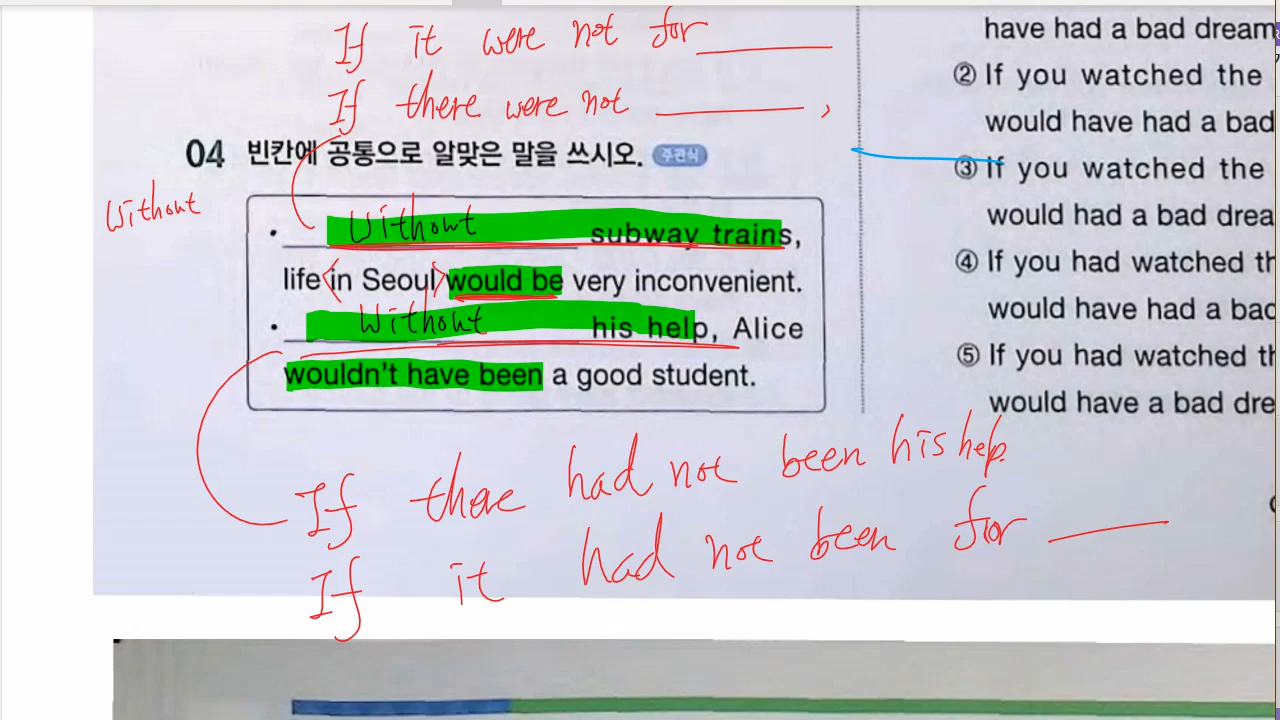 If it were not for
If there were not ,
04 빈칸에 공통으로 알맞은 말을 쓰시오. 주관식
Without
• Without subway trains,
life <in Seoul> would be very inconvenient.
• Without his help, Alice
wouldn't have been a good student.
If there had not been his help.
If it had not been for
have had a bad dream
② If you watched the
would have had a bad
③ If you watched the
would had a bad drea
④ If you had watched th
would have had a bad
⑤ If you had watched th
would have a bad dre